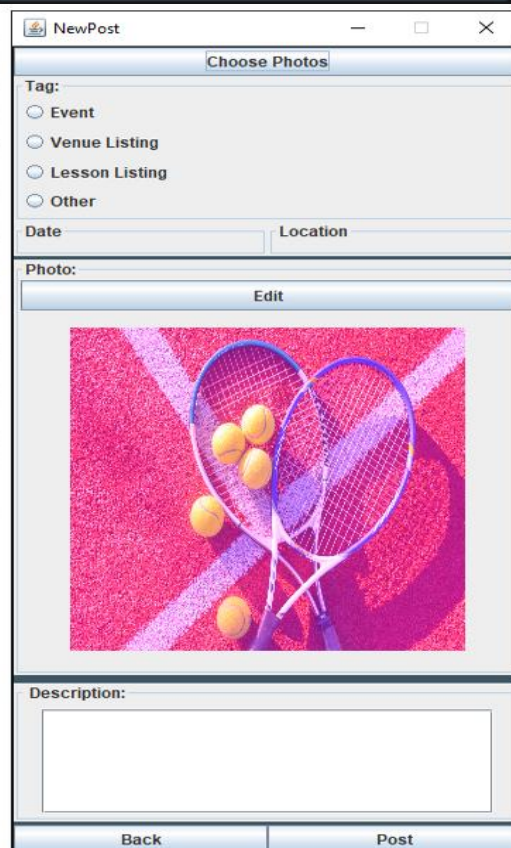 NewPost
Choose Photos
Tag:
Event
Venue Listing
Lesson Listing
Other
Date Location
Photo:
Edit
Description:
Back Post